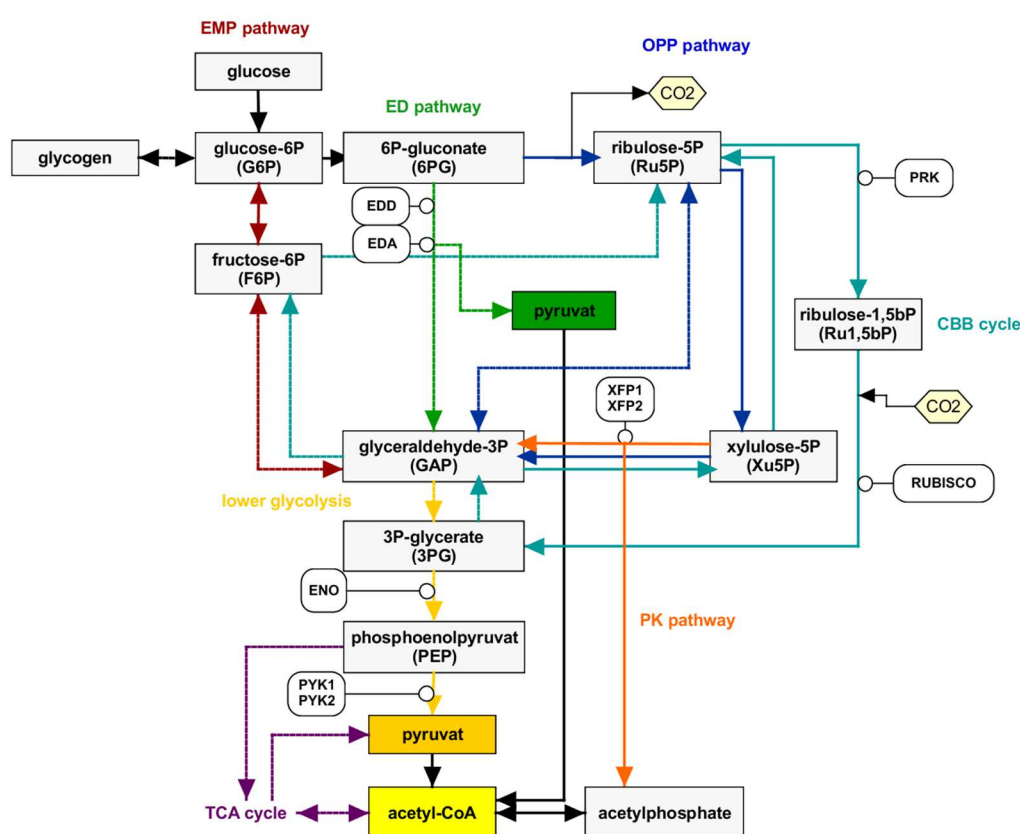 EMP pathway
OPP pathway
glucose
CO2
ED pathway
glycogen
glucose-6P
(G6P)
6P-gluconate
(6PG)
ribulose-5P
(Ru5P)
PRK
EDD
EDA
fructose-6P
(F6P)
pyruvat
ribulose-1,5bP
(Ru1,5bP)
CBB cycle
XFP1
XFP2
CO2
glyceraldehyde-3P
(GAP)
xylulose-5P
(Xu5P)
RUBISCO
lower glycolysis
3P-glycerate
(3PG)
ENO
PK pathway
phosphoenolpyruvat
(PEP)
PYK1
PYK2
pyruvat
TCA cycle
acetyl-CoA
acetylphosphate